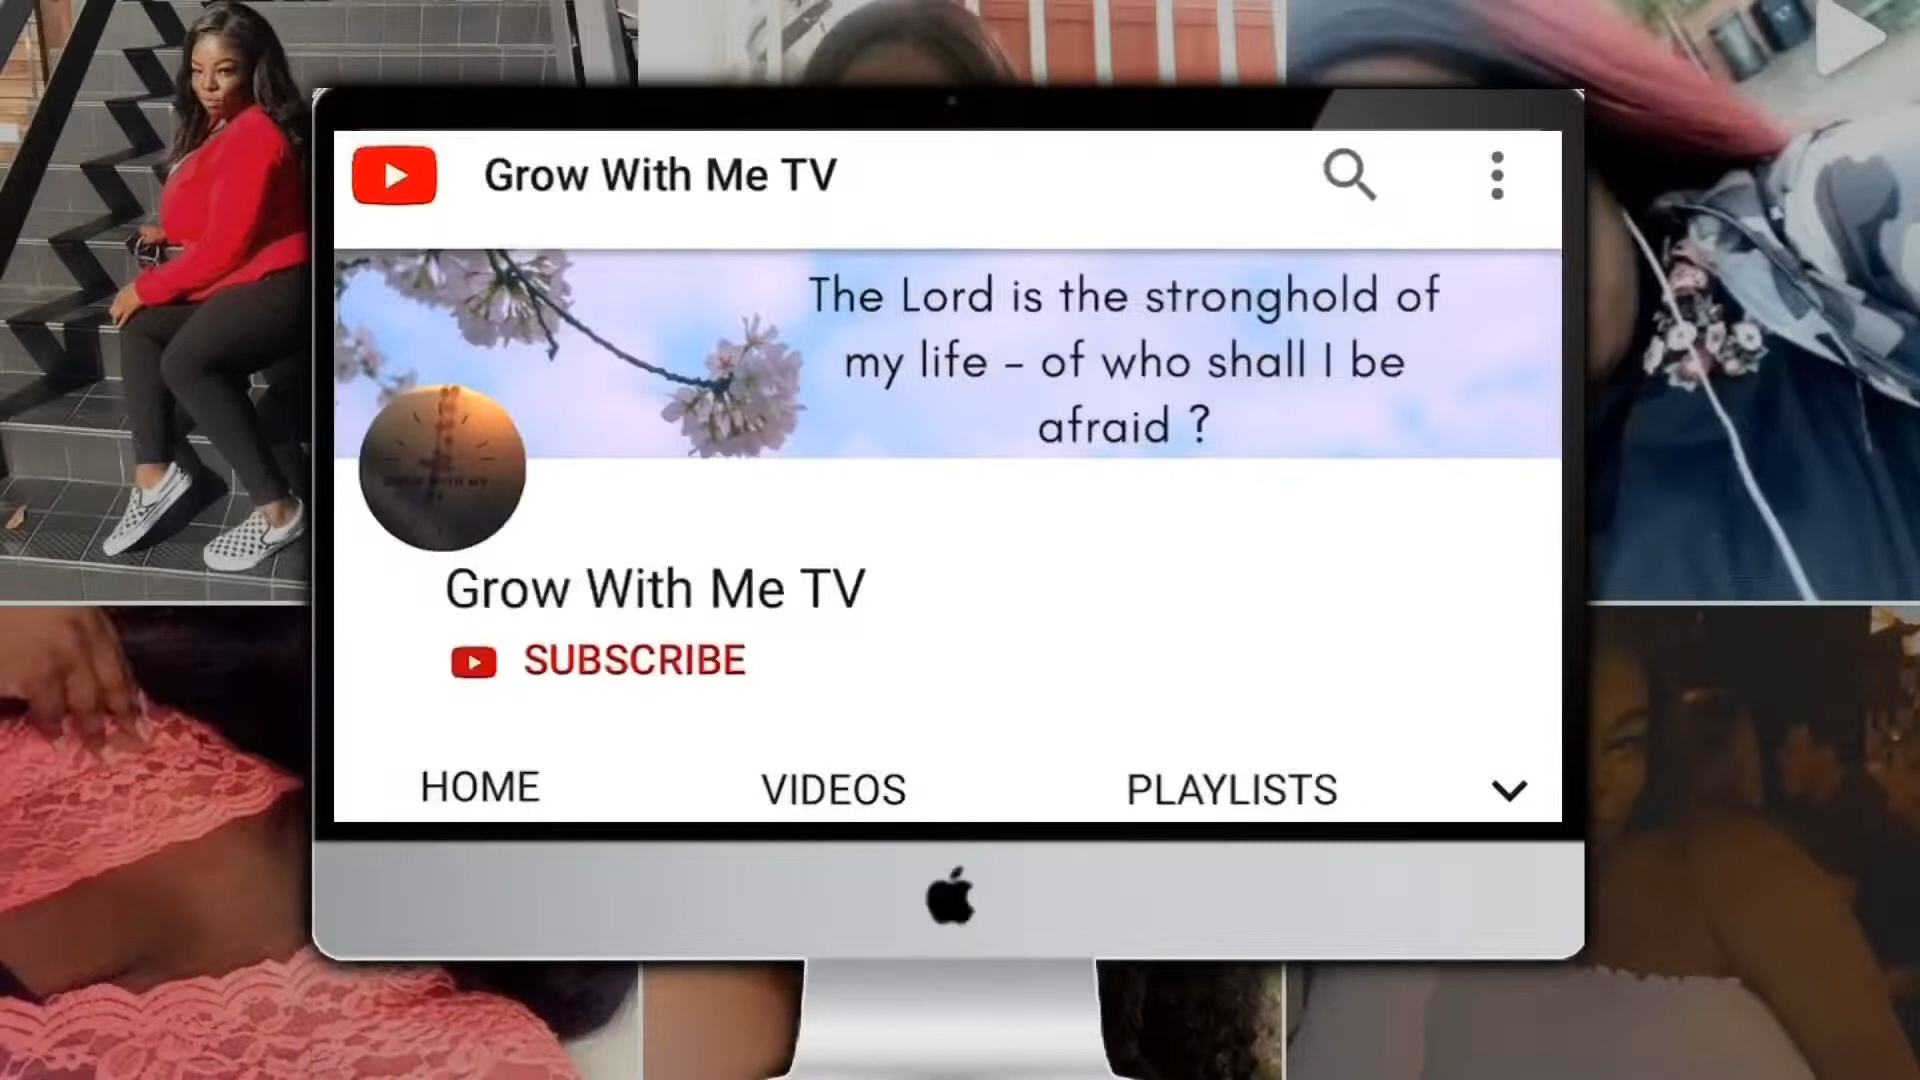 Grow With Me TV
The Lord is the stronghold of
my life - of who shall I be
afraid ?
Grow With Me TV
SUBSCRIBE
HOME
VIDEOS
PLAYLISTS